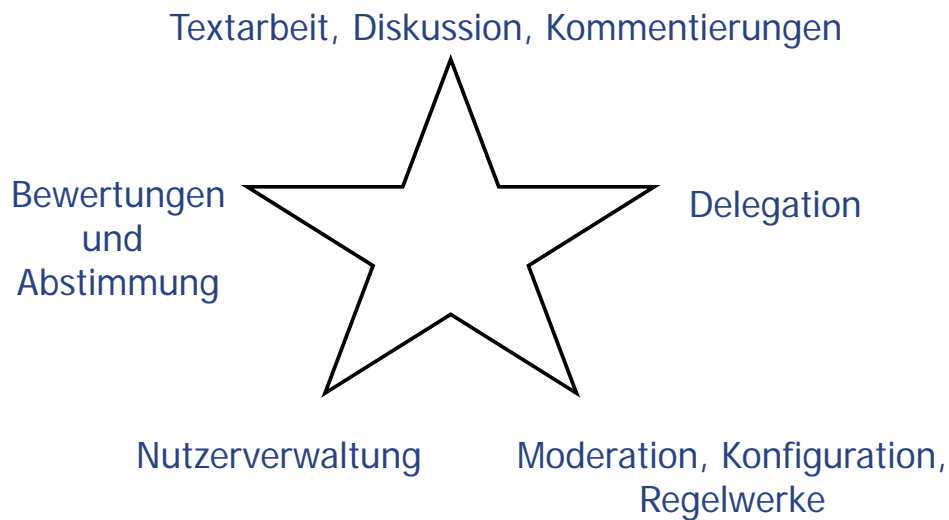 Textarbeit, Diskussion, Kommentierungen
Bewertungen
und
Abstimmung
Delegation
Nutzerverwaltung
Moderation, Konfiguration,
Regelwerke